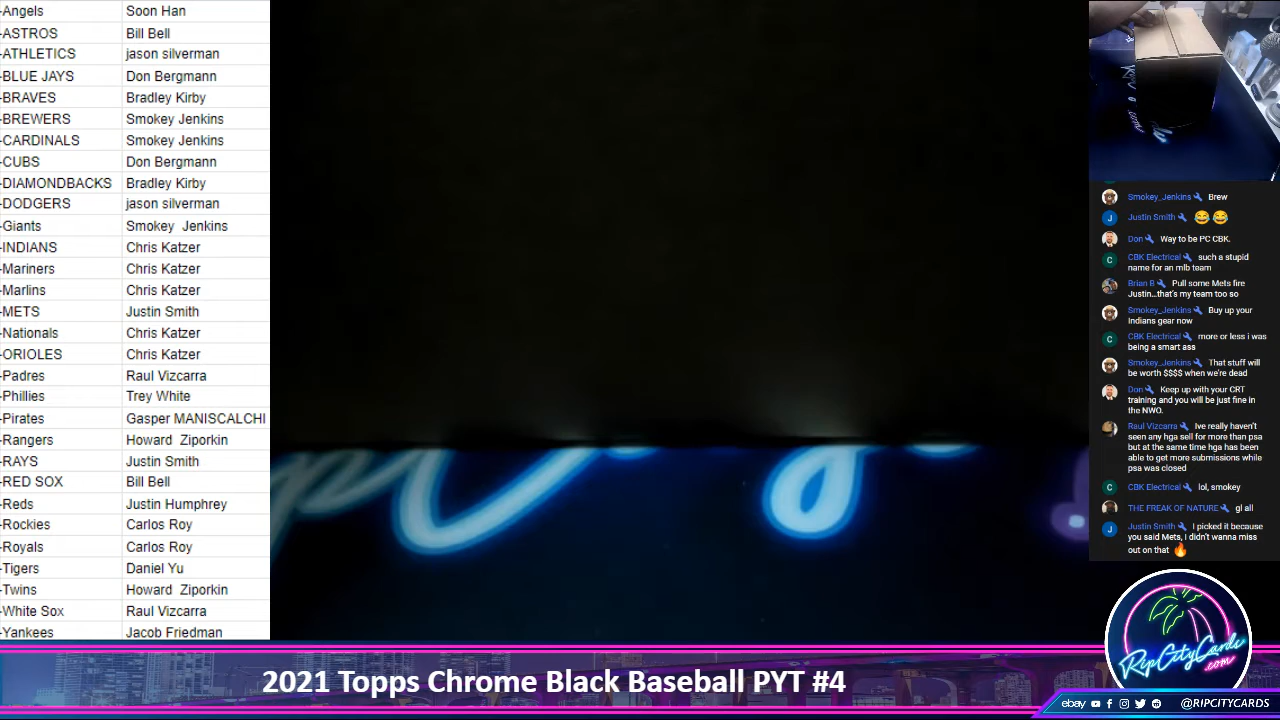 -Angels Soon Han
-ASTROS Bill Bell
-ATHLETICS jason silverman
-BLUE JAYS Don Bergmann
-BRAVES Bradley Kirby
-BREWERS Smokey Jenkins
-CARDINALS Smokey Jenkins
-CUBS Don Bergmann
-DIAMONDBACKS Bradley Kirby
-DODGERS jason silverman
-Giants Smokey Jenkins
-INDIANS Chris Katzer
-Mariners Chris Katzer
-Marlins Chris Katzer
-METS Justin Smith
-Nationals Chris Katzer
-ORIOLES Chris Katzer
-Padres Raul Vizcarra
-Phillies Trey White
-Pirates Gasper MANISCALCHI
-Rangers Howard Ziporkin
-RAYS Justin Smith
-RED SOX Bill Bell
-Reds Justin Humphrey
-Rockies Carlos Roy
-Royals Carlos Roy
-Tigers Daniel Yu
-Twins Howard Ziporkin
-White Sox Raul Vizcarra
-Yankees Jacob Friedman
Smokey_Jenkins Brew
J Justin Smith 😂 😂
Don Way to be PC CBK.
C CBK Electrical such a stupid
name for an mlb team
Brian B Pull some Mets fire
Justin...that's my team too so
Smokey_Jenkins Buy up your
Indians gear now
C CBK Electrical more or less i was
being a smart ass
Smokey_Jenkins That stuff will
be worth $$$$ when we're dead
Don Keep up with your CRT
training and you will be just fine in
the NWO.
Raul Vizcarra Ive really haven't
seen any hga sell for more than psa
but at the same time hga has been
able to get more submissions while
psa was closed
C CBK Electrical lol, smokey
THE FREAK OF NATURE gl all
J Justin Smith I picked it because
you said Mets, I didn't wanna miss
out on that 🔥
RipCityCards
.com
2021 Topps Chrome Black Baseball PYT #4
ebay @RIPCITYCARDS